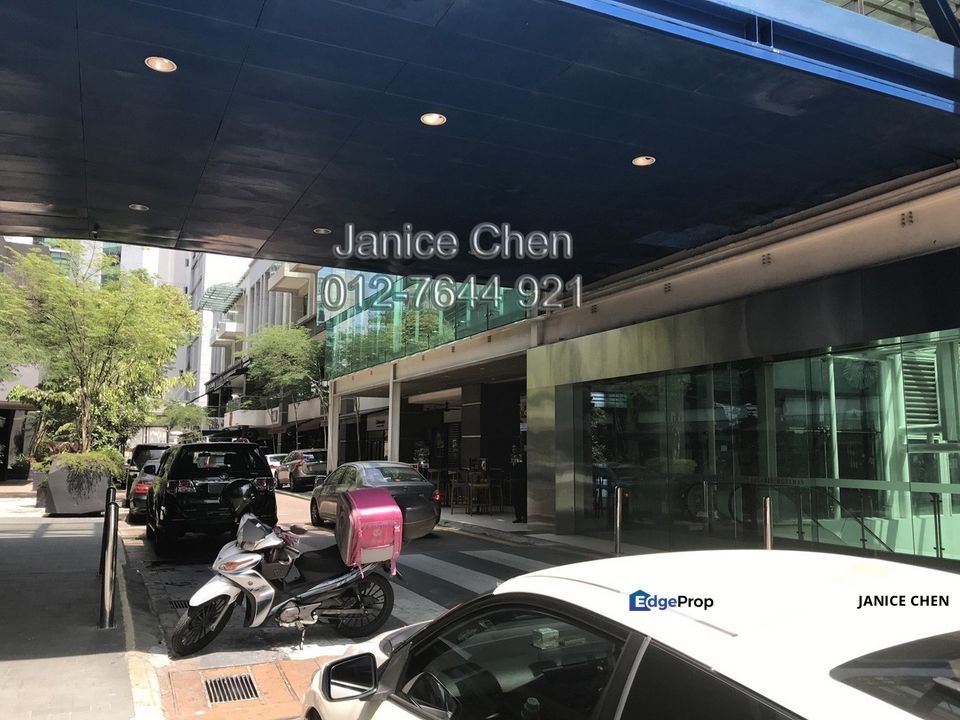 Janice Chen
012-7644 921
EdgeProp
JANICE CHEN